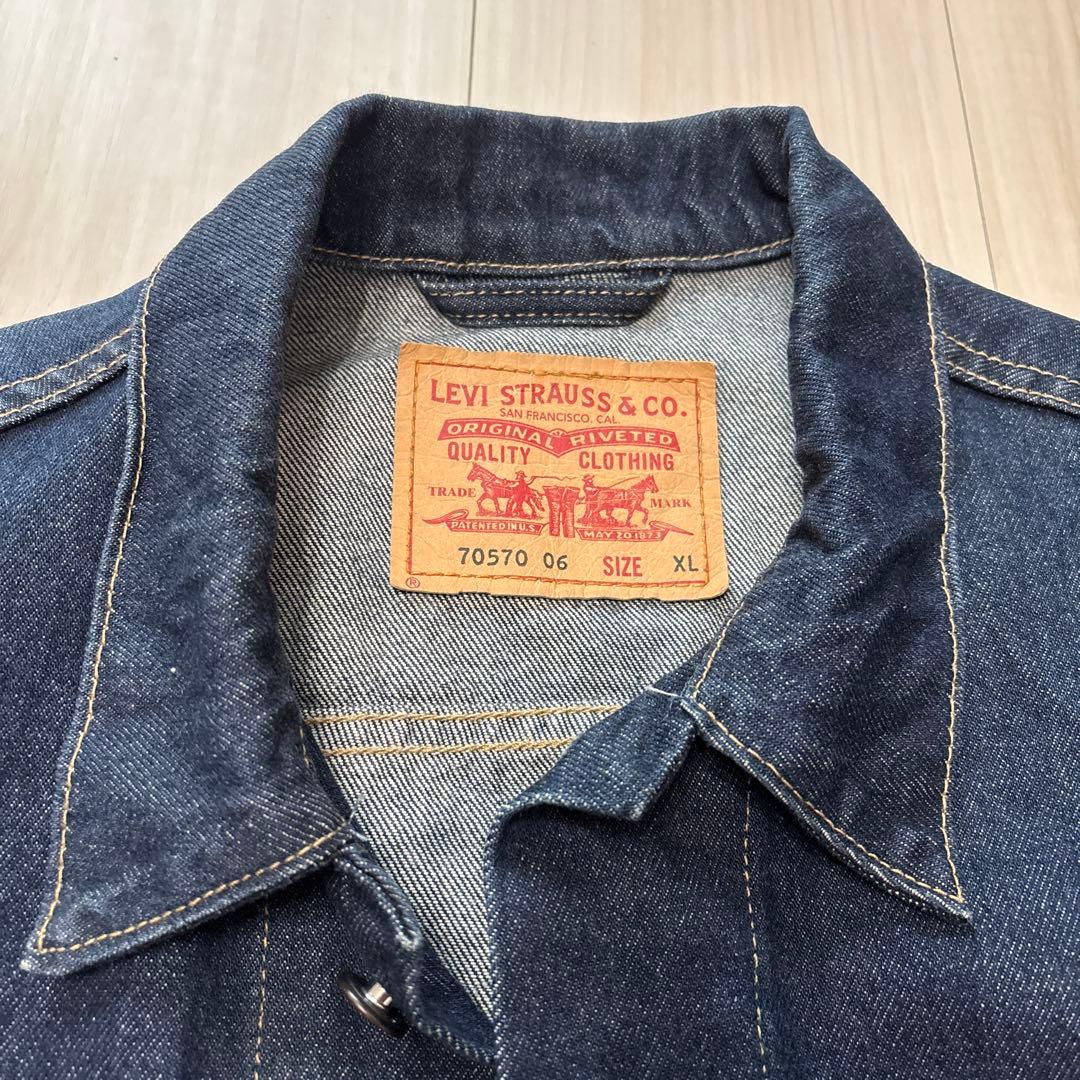 LEVI STRAUSS & CO.
SAN FRANCISCO. CAL.
ORIGINAL RIVETED
QUALITY CLOTHING
TRADE MARK
PATENTED IN U.S. MAY 20 1873
70570 06 SIZE XL
®